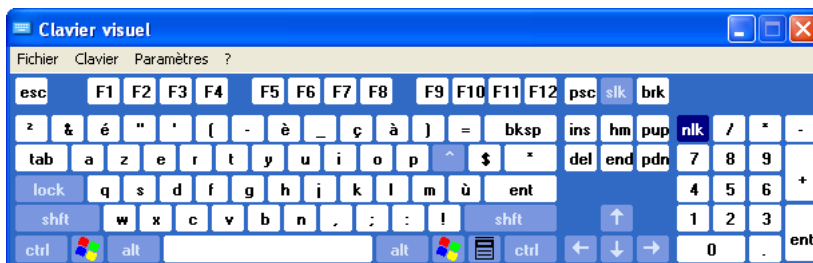 Clavier visuel
Fichier Clavier Paramètres ?
esc F1 F2 F3 F4 F5 F6 F7 F8 F9 F10 F11 F12 psc slk brk
² & é " ' ( - è _ ç à ) = bksp ins hm pup nlk / * -
tab a z e r t y u i o p ^ $ * del end pdn 7 8 9 +
lock q s d f g h j k l m ù ent 4 5 6
shft w x c v b n , ; : ! shft ↑ 1 2 3 ent
ctrl alt alt ctrl ← ↓ → 0 .